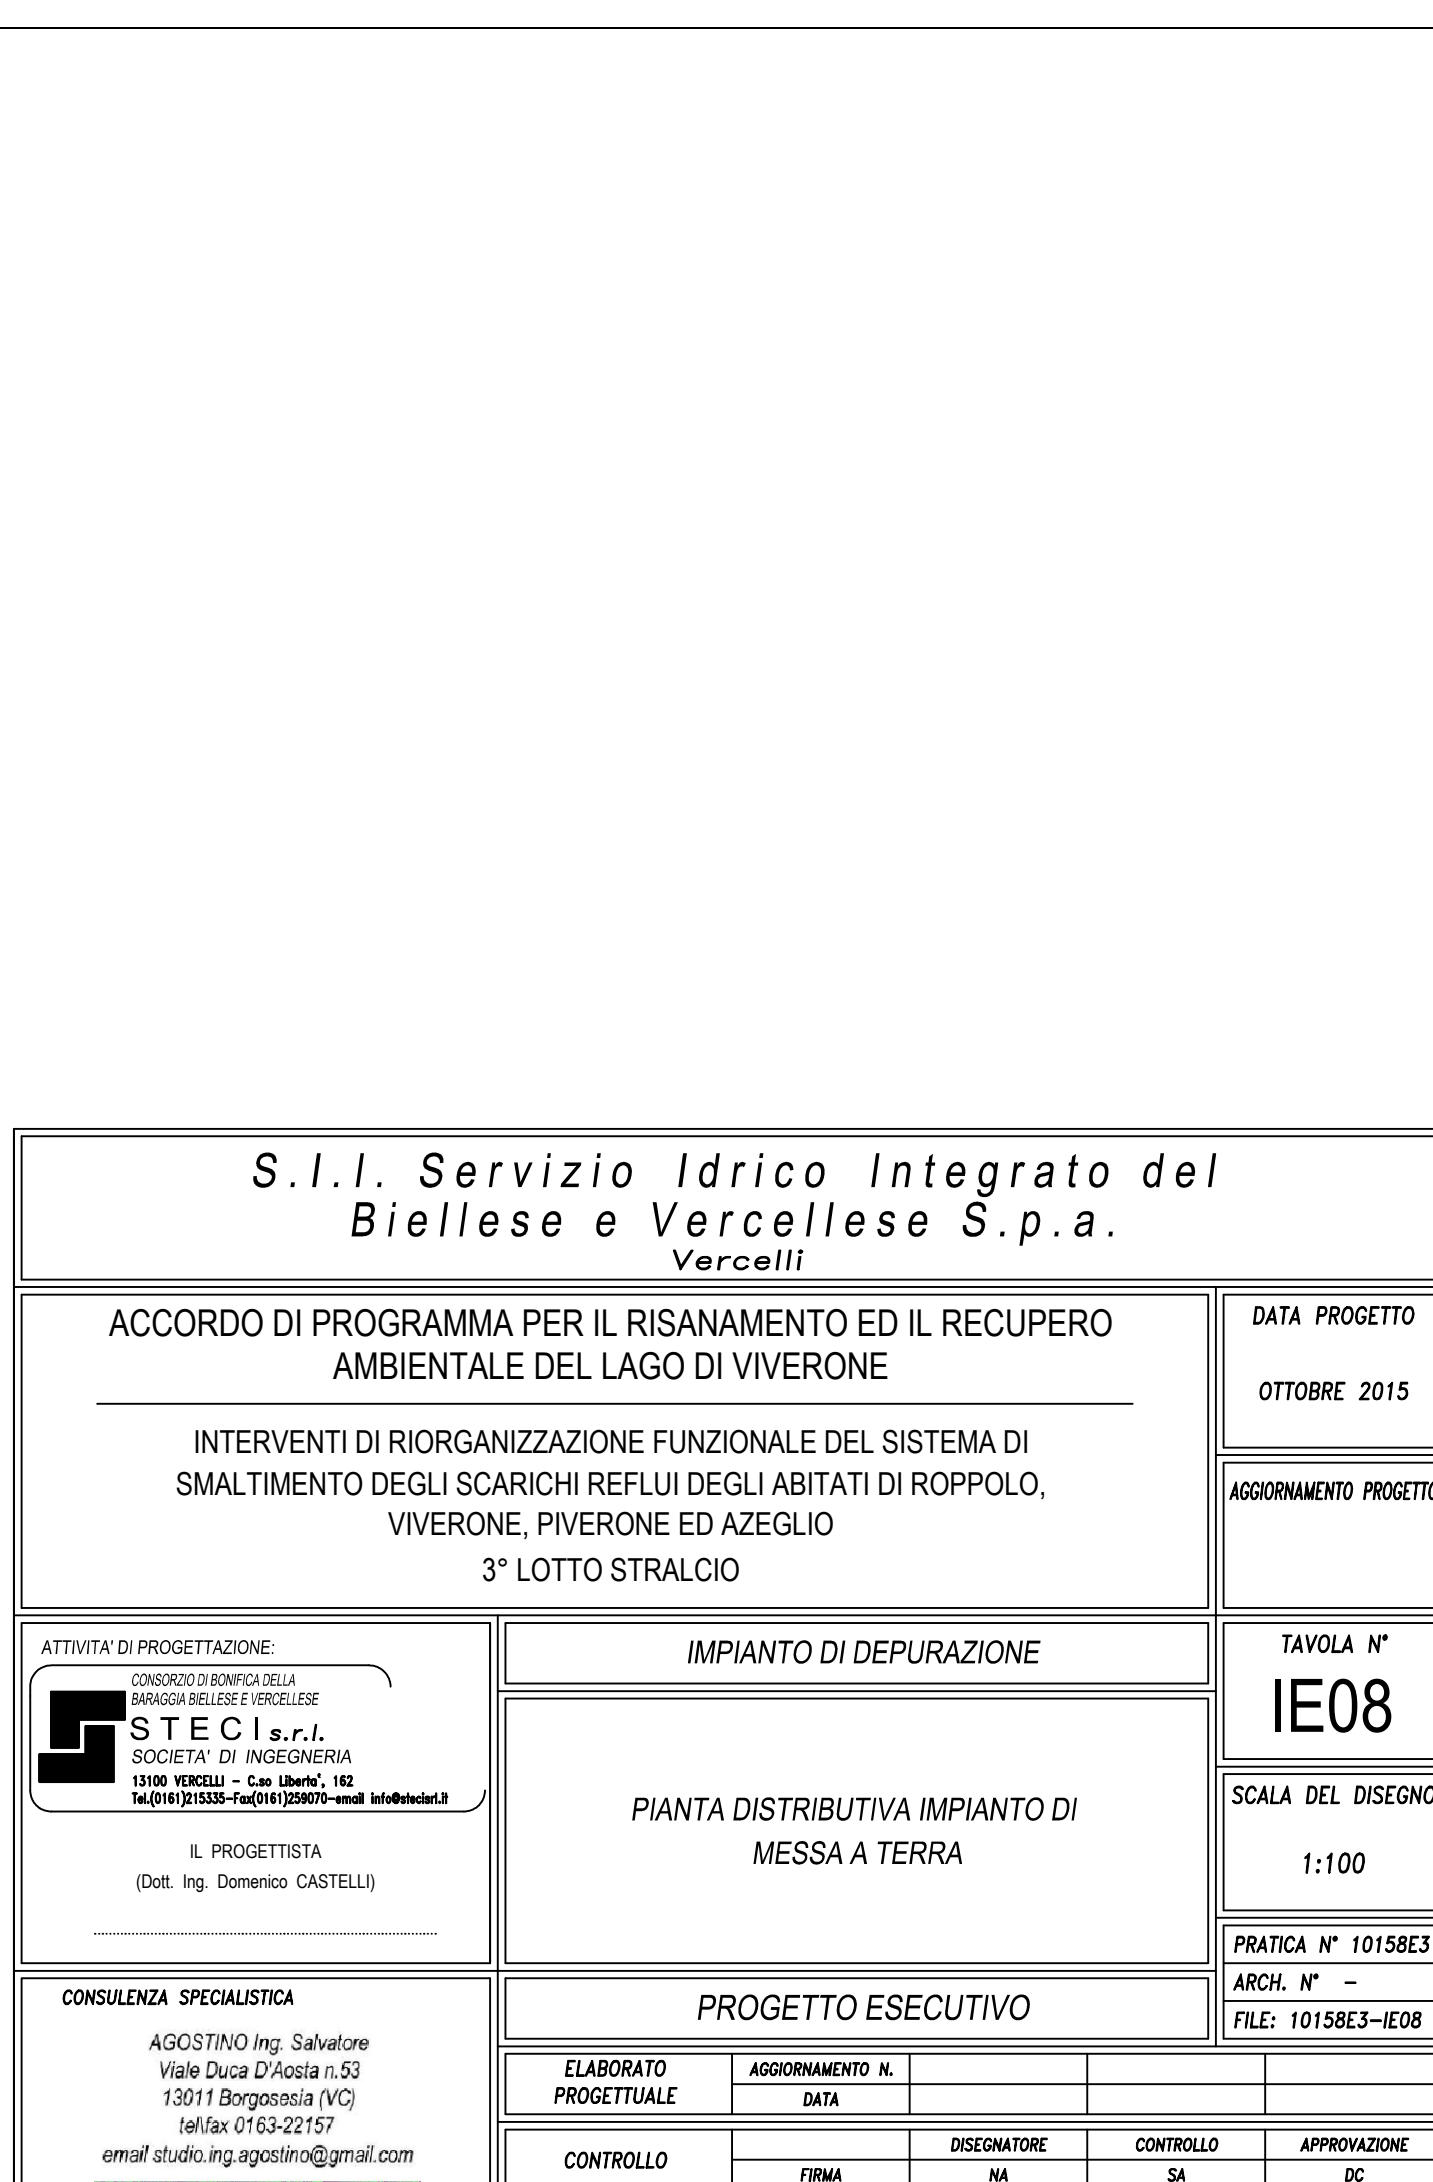 S.I.I. Servizio Idrico Integrato del
Biellese e Vercellese S.p.a.
Vercelli
ACCORDO DI PROGRAMMA PER IL RISANAMENTO ED IL RECUPERO
AMBIENTALE DEL LAGO DI VIVERONE
INTERVENTI DI RIORGANIZZAZIONE FUNZIONALE DEL SISTEMA DI
SMALTIMENTO DEGLI SCARICHI REFLUI DEGLI ABITATI DI ROPPOLO,
VIVERONE, PIVERONE ED AZEGLIO
3° LOTTO STRALCIO
DATA PROGETTO
OTTOBRE 2015
AGGIORNAMENTO PROGETTO
ATTIVITA' DI PROGETTAZIONE:
CONSORZIO DI BONIFICA DELLA
BARAGGIA BIELLESE E VERCELLESE
STECI s.r.l.
SOCIETA' DI INGEGNERIA
13100 VERCELLI - C.so Liberta', 162
Tel.(0161)215335-Fax(0161)259070-email info@stecisrl.it
IL PROGETTISTA
(Dott. Ing. Domenico CASTELLI)
IMPIANTO DI DEPURAZIONE
PIANTA DISTRIBUTIVA IMPIANTO DI
MESSA A TERRA
TAVOLA N°
IE08
SCALA DEL DISEGNO
1:100
PRATICA N° 10158E3
ARCH. N° -
FILE: 10158E3-IE08
CONSULENZA SPECIALISTICA
AGOSTINO Ing. Salvatore
Viale Duca D'Aosta n.53
13011 Borgosesia (VC)
tel\fax 0163-22157
email studio.ing.agostino@gmail.com
PROGETTO ESECUTIVO
ELABORATO
PROGETTUALE
AGGIORNAMENTO N.
DATA
CONTROLLO
DISEGNATORE CONTROLLO APPROVAZIONE
FIRMA NA SA DC